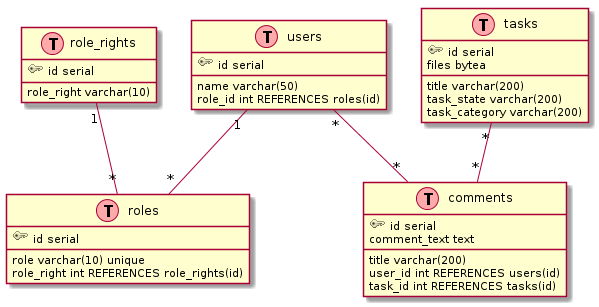 T role_rights
id serial
role_right varchar(10)
T users
id serial
name varchar(50)
role_id int REFERENCES roles(id)
T tasks
id serial
files bytea
title varchar(200)
task_state varchar(200)
task_category varchar(200)
1
*
1
*
*
*
*
*
T roles
id serial
role varchar(10) unique
role_right int REFERENCES role_rights(id)
T comments
id serial
comment_text text
title varchar(200)
user_id int REFERENCES users(id)
task_id int REFERENCES tasks(id)